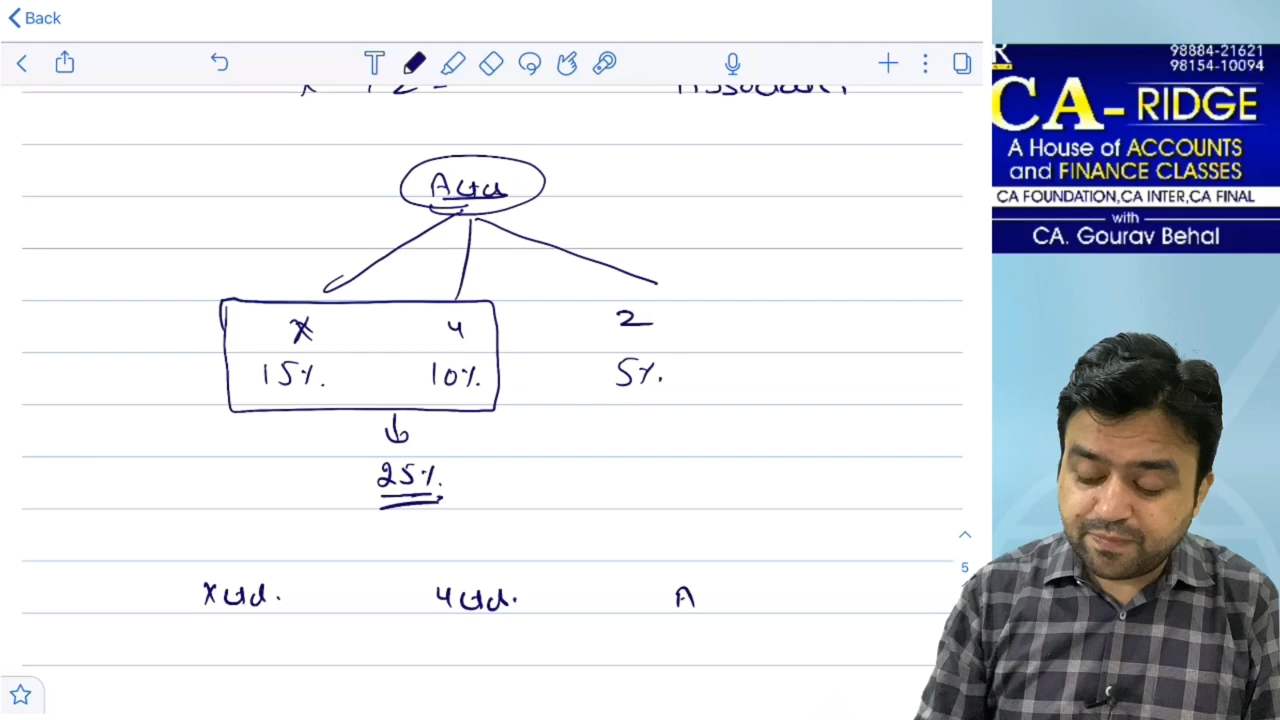 Back
98884-21621
98154-10094
R
CA- RIDGE
A House of ACCOUNTS
and FINANCE CLASSES
CA FOUNDATION,CA INTER,CA FINAL
with
CA. Gourav Behal
T
A Ltd
X Y Z
15%. 10%. 5%.
25%.
5
X Ltd. Y Ltd. A